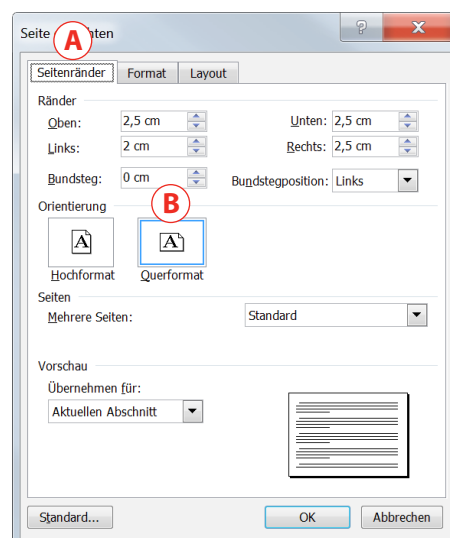 Seite
A
Seitenränder Format Layout
Ränder
Oben: 2,5 cm Unten: 2,5 cm
Links: 2 cm Rechts: 2,5 cm
Bundsteg: 0 cm Bundstegposition: Links
B
Orientierung
A A
Hochformat Querformat
Seiten
Mehrere Seiten: Standard
Vorschau
Übernehmen für:
Aktuellen Abschnitt
Standard... OK Abbrechen